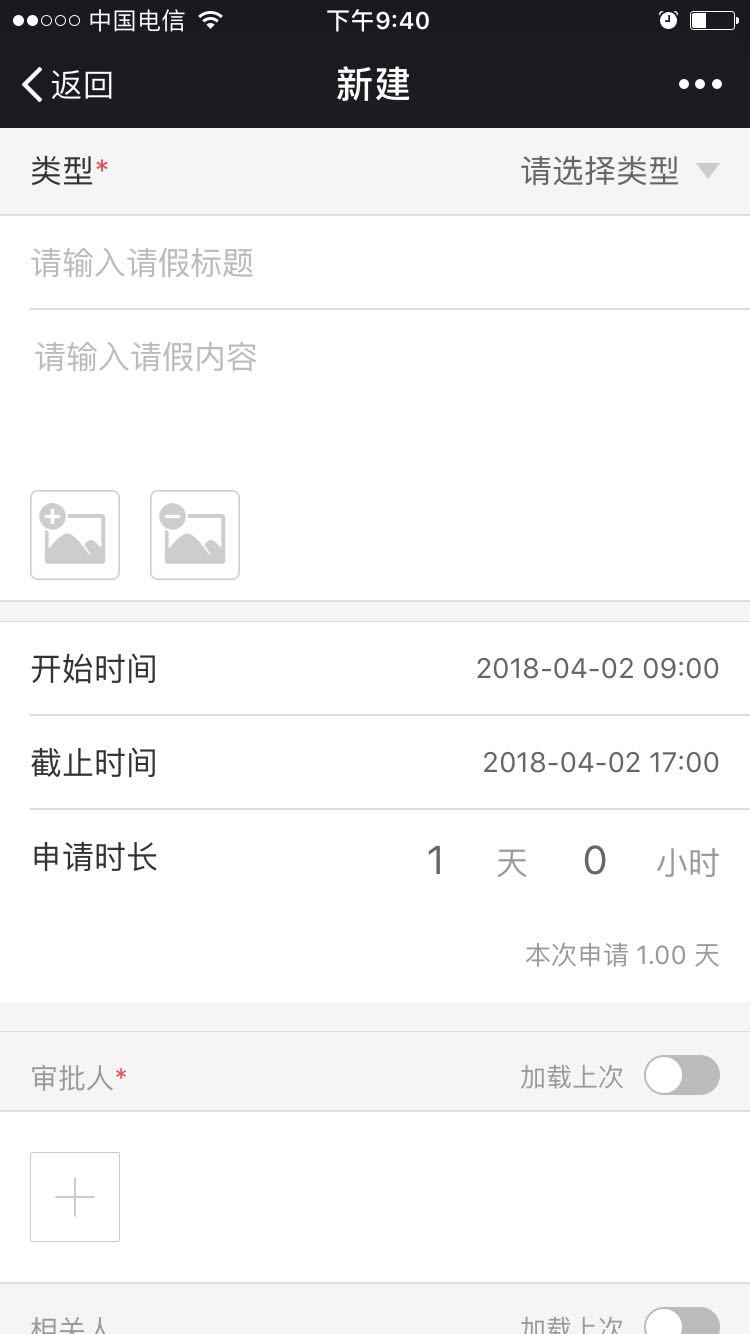 中国电信 下午9:40
返回 新建
类型* 请选择类型
请输入请假标题
请输入请假内容
开始时间 2018-04-02 09:00
截止时间 2018-04-02 17:00
申请时长 1 天 0 小时
本次申请 1.00 天
审批人* 加载上次
相关人 加载上次